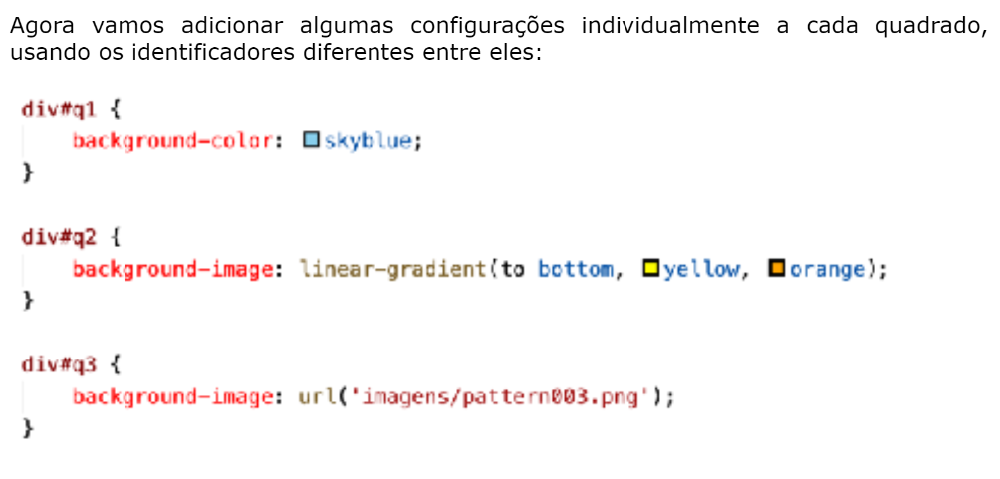 Agora vamos adicionar algumas configurações individualmente a cada quadrado,
usando os identificadores diferentes entre eles:
div#q1 {
background-color: skyblue;
}
div#q2 {
background-image: linear-gradient(to bottom, yellow, orange);
}
div#q3 {
background-image: url('imagens/pattern003.png');
}